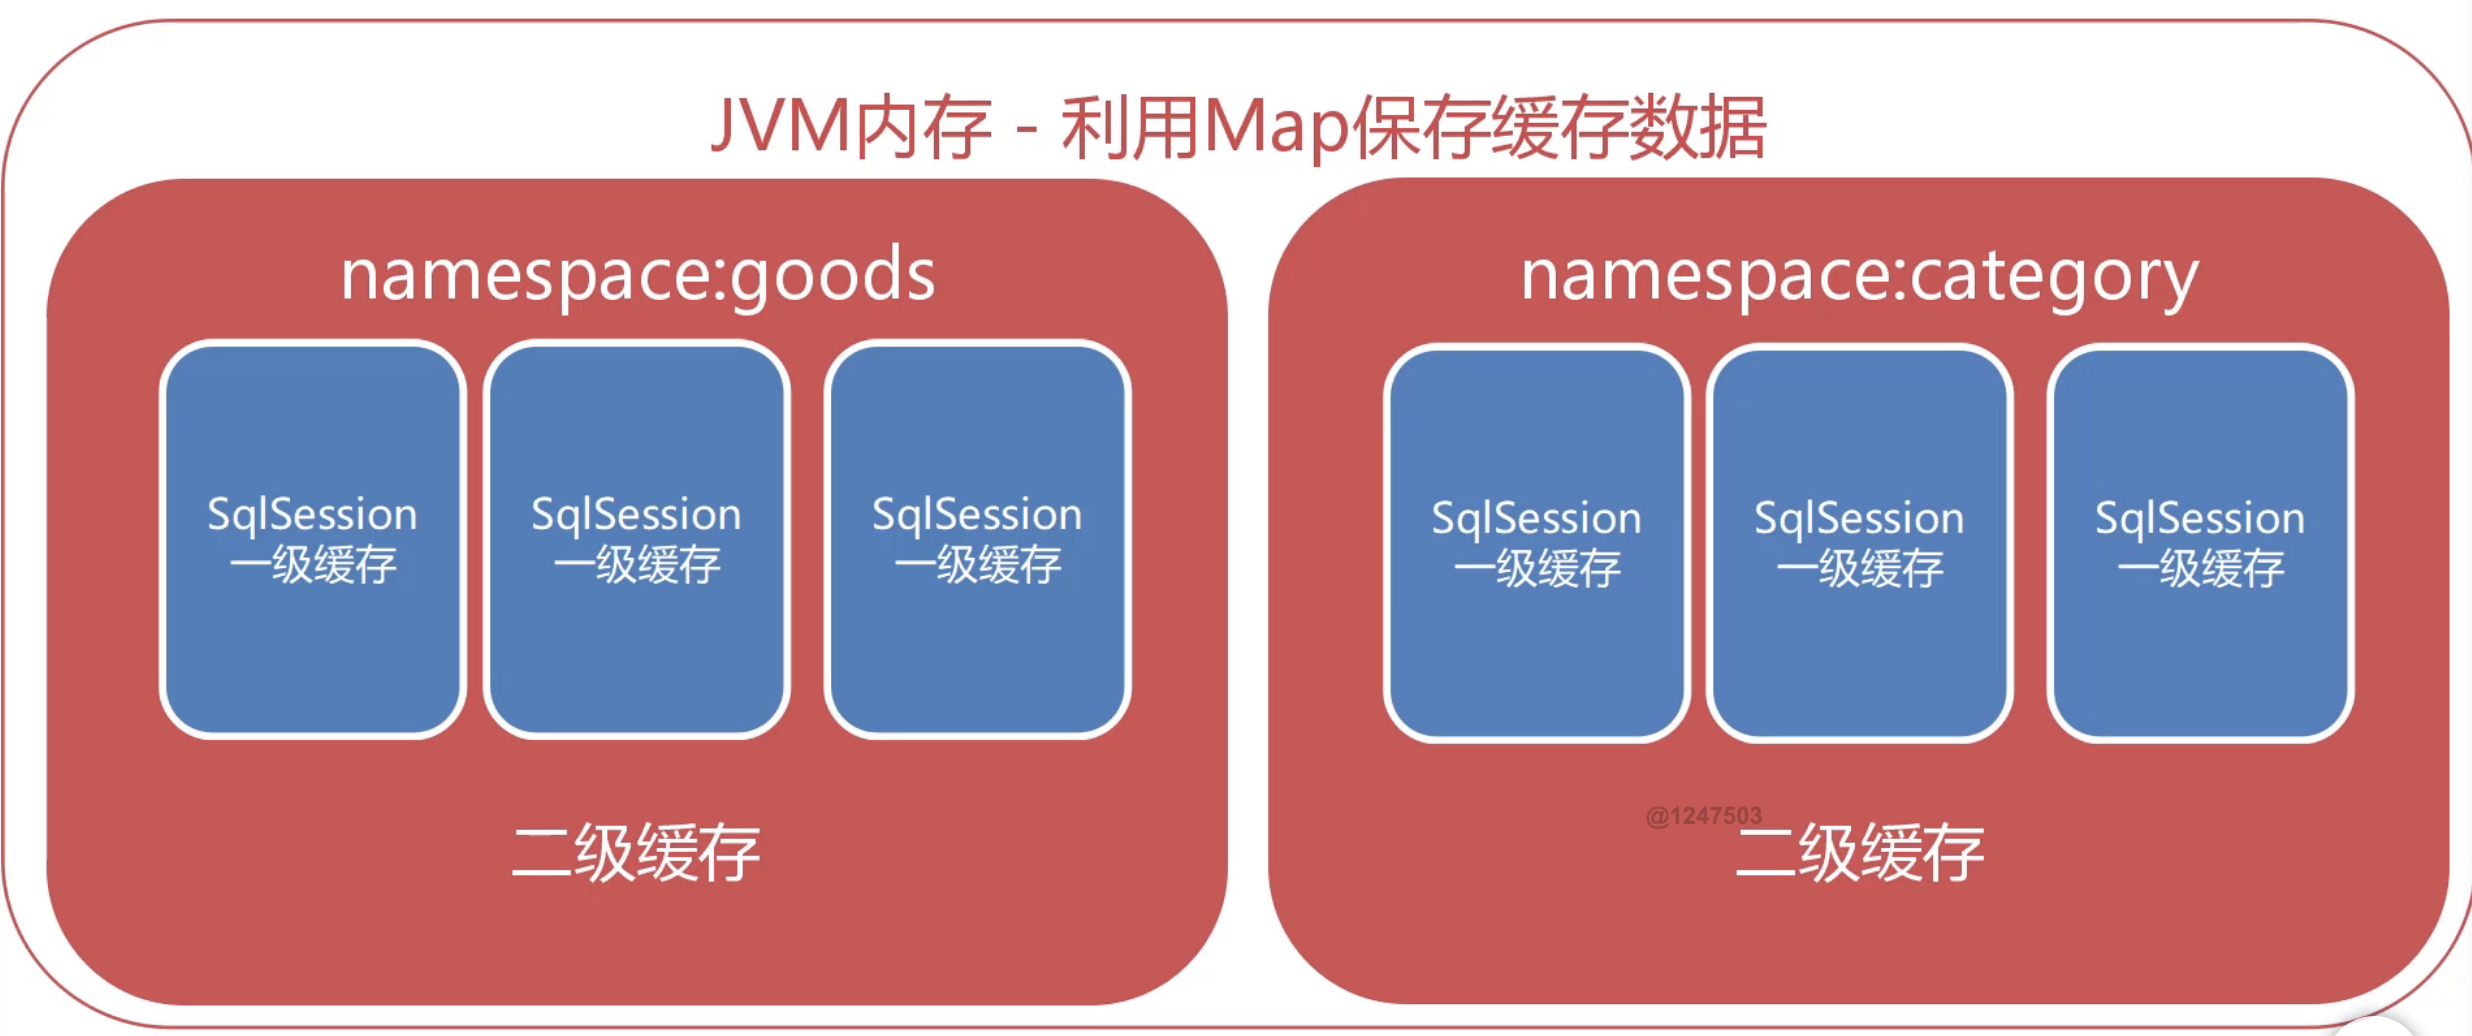 JVM内存 - 利用Map保存缓存数据
namespace:goods
SqlSession
一级缓存
SqlSession
一级缓存
SqlSession
一级缓存
二级缓存
namespace:category
SqlSession
一级缓存
SqlSession
一级缓存
SqlSession
一级缓存
@1247503
二级缓存